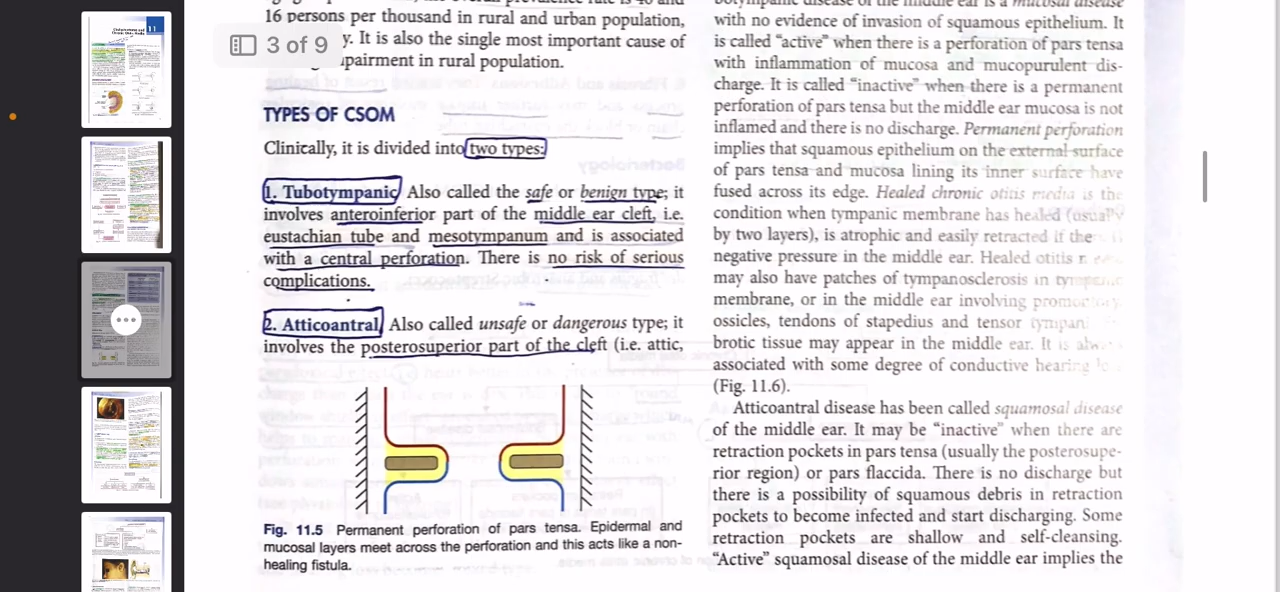 3 of 9
16 persons per thousand in rural and urban population,
y. It is also the single most important cause of
pairment in rural population.
TYPES OF CSOM
Clinically, it is divided into two types:
1. Tubotympanic Also called the safe or benign type; it
involves anteroinferior part of the middle ear cleft, i.e.
eustachian tube and mesotympanum and is associated
with a central perforation. There is no risk of serious
complications.
2. Atticoantral Also called unsafe or dangerous type; it
involves the posterosuperior part of the cleft (i.e. attic,
Fig. 11.5 Permanent perforation of pars tensa. Epidermal and
mucosal layers meet across the perforation and this acts like a non-
healing fistula.
with no evidence of invasion of squamous epithelium. It
is called “active” when there is a perforation of pars tensa
with inflammation of mucosa and mucopurulent dis-
charge. It is called “inactive” when there is a permanent
perforation of pars tensa but the middle ear mucosa is not
inflamed and there is no discharge. Permanent perforation
implies that squamous epithelium on the external surface
of pars tensa and mucosa lining its inner surface have
fused across its edge. Healed chronic otitis media is the
condition when tympanic membrane has healed (usually
by two layers), is atrophic and easily retracted if the
negative pressure in the middle ear. Healed otitis
may also have patches of tympanosclerosis in tympanic
membrane, or in the middle ear involving promontory,
ossicles, tendons of stapedius and tensor tympani
brotic tissue may appear in the middle ear. It is
associated with some degree of conductive hearing
(Fig. 11.6).
Atticoantral disease has been called squamosal disease
of the middle ear. It may be “inactive” when there are
retraction pockets in pars tensa (usually the posterosupe-
rior region) or pars flaccida. There is no discharge but
there is a possibility of squamous debris in retraction
pockets to become infected and start discharging. Some
retraction pockets are shallow and self-cleansing.
“Active” squamosal disease of the middle ear implies the